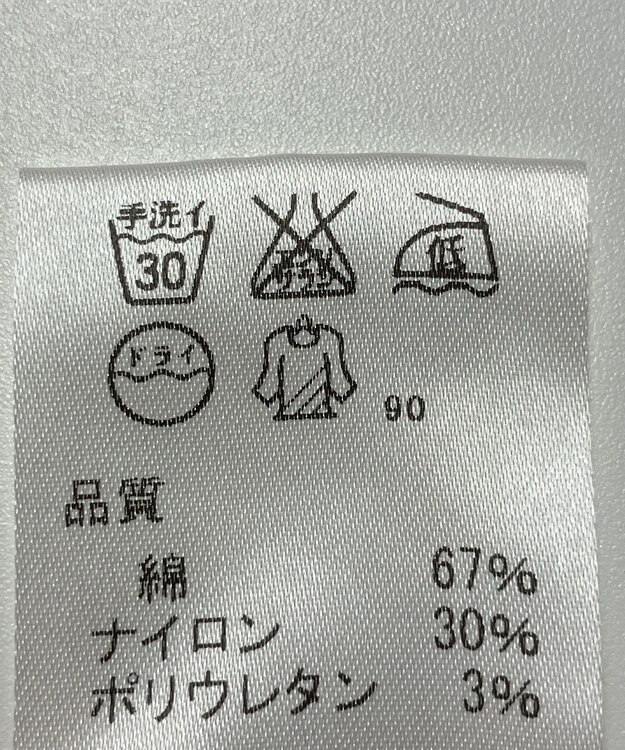 手洗イ
30
エンソサラシ
低
ドライ
90
品質
綿 67%
ナイロン 30%
ポリウレタン 3%